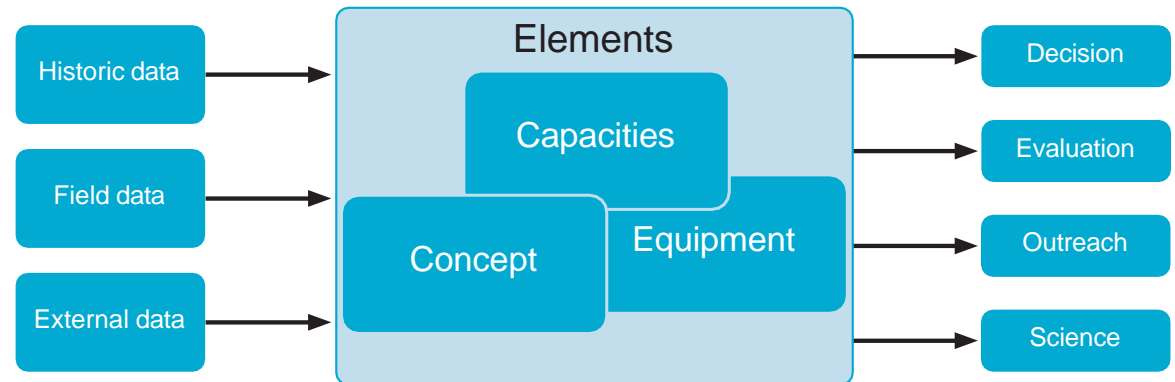 Historic data
Field data
External data
Elements
Capacities
Concept
Equipment
Decision
Evaluation
Outreach
Science